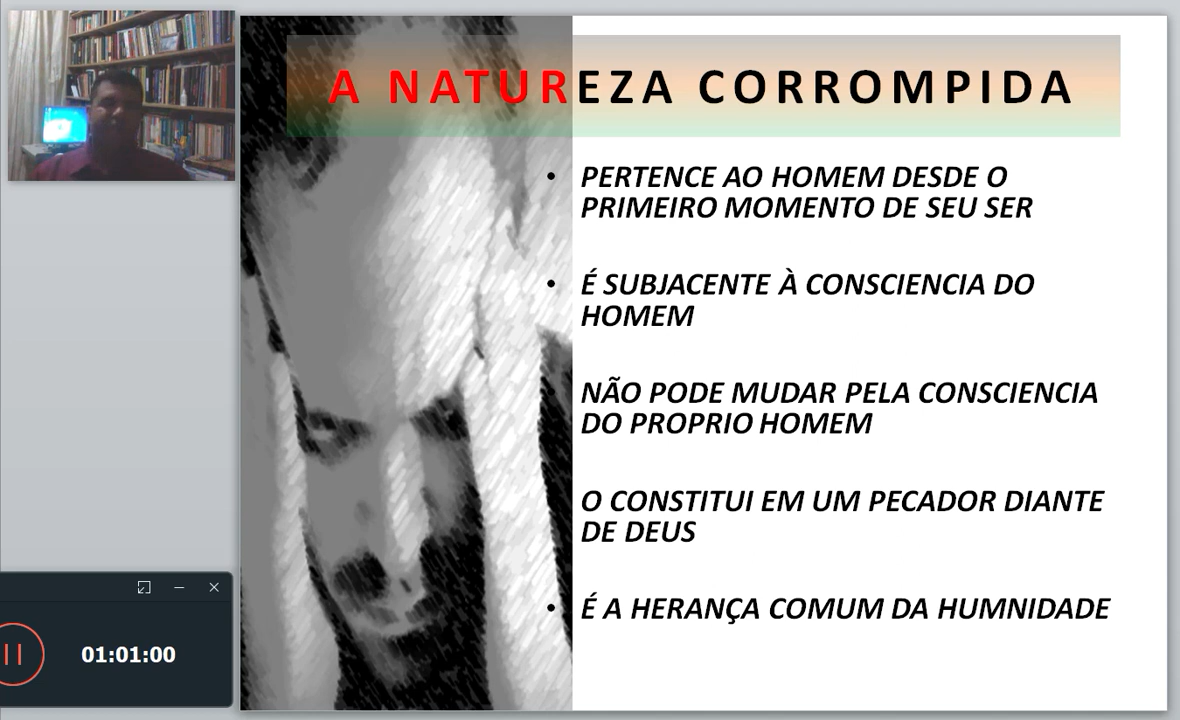 A NATUREZA CORROMPIDA
• PERTENCE AO HOMEM DESDE O
PRIMEIRO MOMENTO DE SEU SER
• É SUBJACENTE À CONSCIENCIA DO
HOMEM
NÃO PODE MUDAR PELA CONSCIENCIA
DO PROPRIO HOMEM
O CONSTITUI EM UM PECADOR DIANTE
DE DEUS
• É A HERANÇA COMUM DA HUMNIDADE
01:01:00